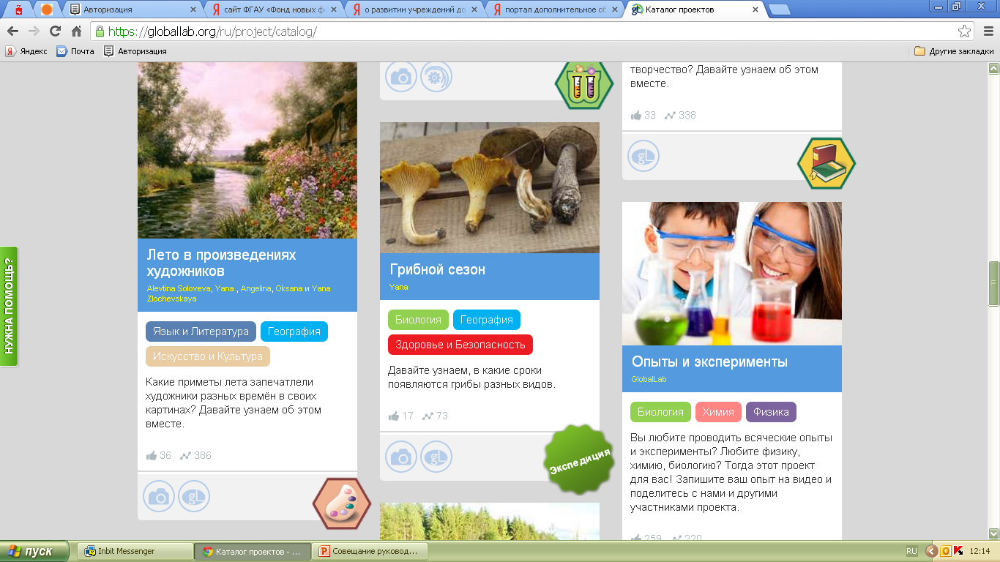 Авторизация
сайт ФГАУ «Фонд новых ф
о развитии учреждений до
портал дополнительное об
Каталог проектов
https://globallab.org/ru/project/catalog/
Яндекс
Почта
Авторизация
Другие закладки
НУЖНА ПОМОЩЬ?
Лето в произведениях
художников
Alevtina Soloveva, Yana , Angelina, Oksana и Yana
Zlochevskaya
Язык и Литература
География
Искусство и Культура
Какие приметы лета запечатлели
художники разных времён в своих
картинах? Давайте узнаем об этом
вместе.
36
386
gL
Грибной сезон
Yana
Биология
География
Здоровье и Безопасность
Давайте узнаем, в какие сроки
появляются грибы разных видов.
17
73
gL
Экспедиция
творчество? Давайте узнаем об этом
вместе.
33
338
gL
Опыты и эксперименты
GlobalLab
Биология
Химия
Физика
Вы любите проводить всяческие опыты
и эксперименты? Любите физику,
химию, биологию? Тогда этот проект
для вас! Запишите ваш опыт на видео и
поделитесь с нами и другими
участниками проекта.
259
220
пуск
Inbit Messenger
Каталог проектов - ...
Совещание руковод...
RU
12:14